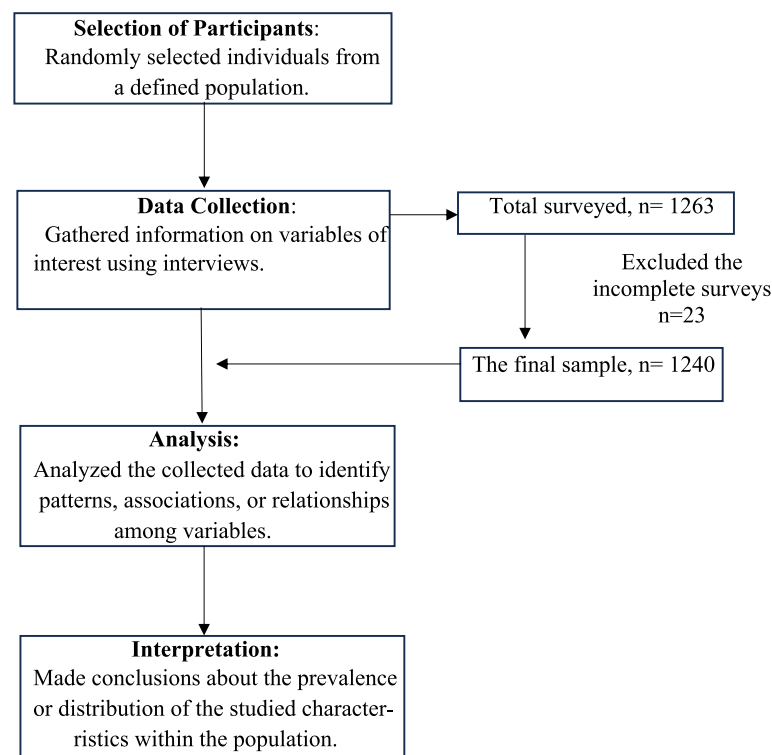 Selection of Participants:
Randomly selected individuals from
a defined population.
Data Collection:
Gathered information on variables of
interest using interviews.
Total surveyed, n= 1263
Excluded the
incomplete surveys
n=23
The final sample, n= 1240
Analysis:
Analyzed the collected data to identify
patterns, associations, or relationships
among variables.
Interpretation:
Made conclusions about the prevalence
or distribution of the studied character-
ristics within the population.